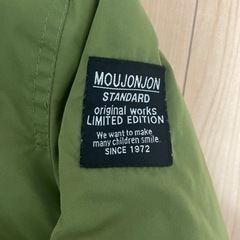 MOUJONJON
STANDARD
original works
LIMITED EDITION
We want to make
many children smile.
SINCE 1972